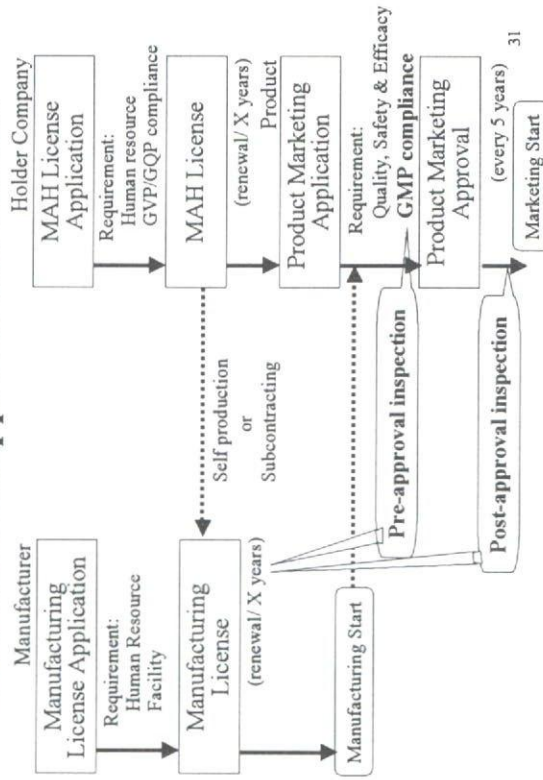 Manufacturer
Manufacturing
License Application
Requirement:
Human Resource
Facility
Manufacturing
License
(renewal/ X years)
Manufacturing Start
Self production
or
Subcontracting
Pre-approval inspection
Post-approval inspection
Holder Company
MAH License
Application
Requirement:
Human resource
GVP/GQP compliance
MAH License
(renewal/ X years)
Product
Product Marketing
Application
Requirement:
Quality, Safety & Efficacy
GMP compliance
Product Marketing
Approval
(every 5 years)
Marketing Start
31